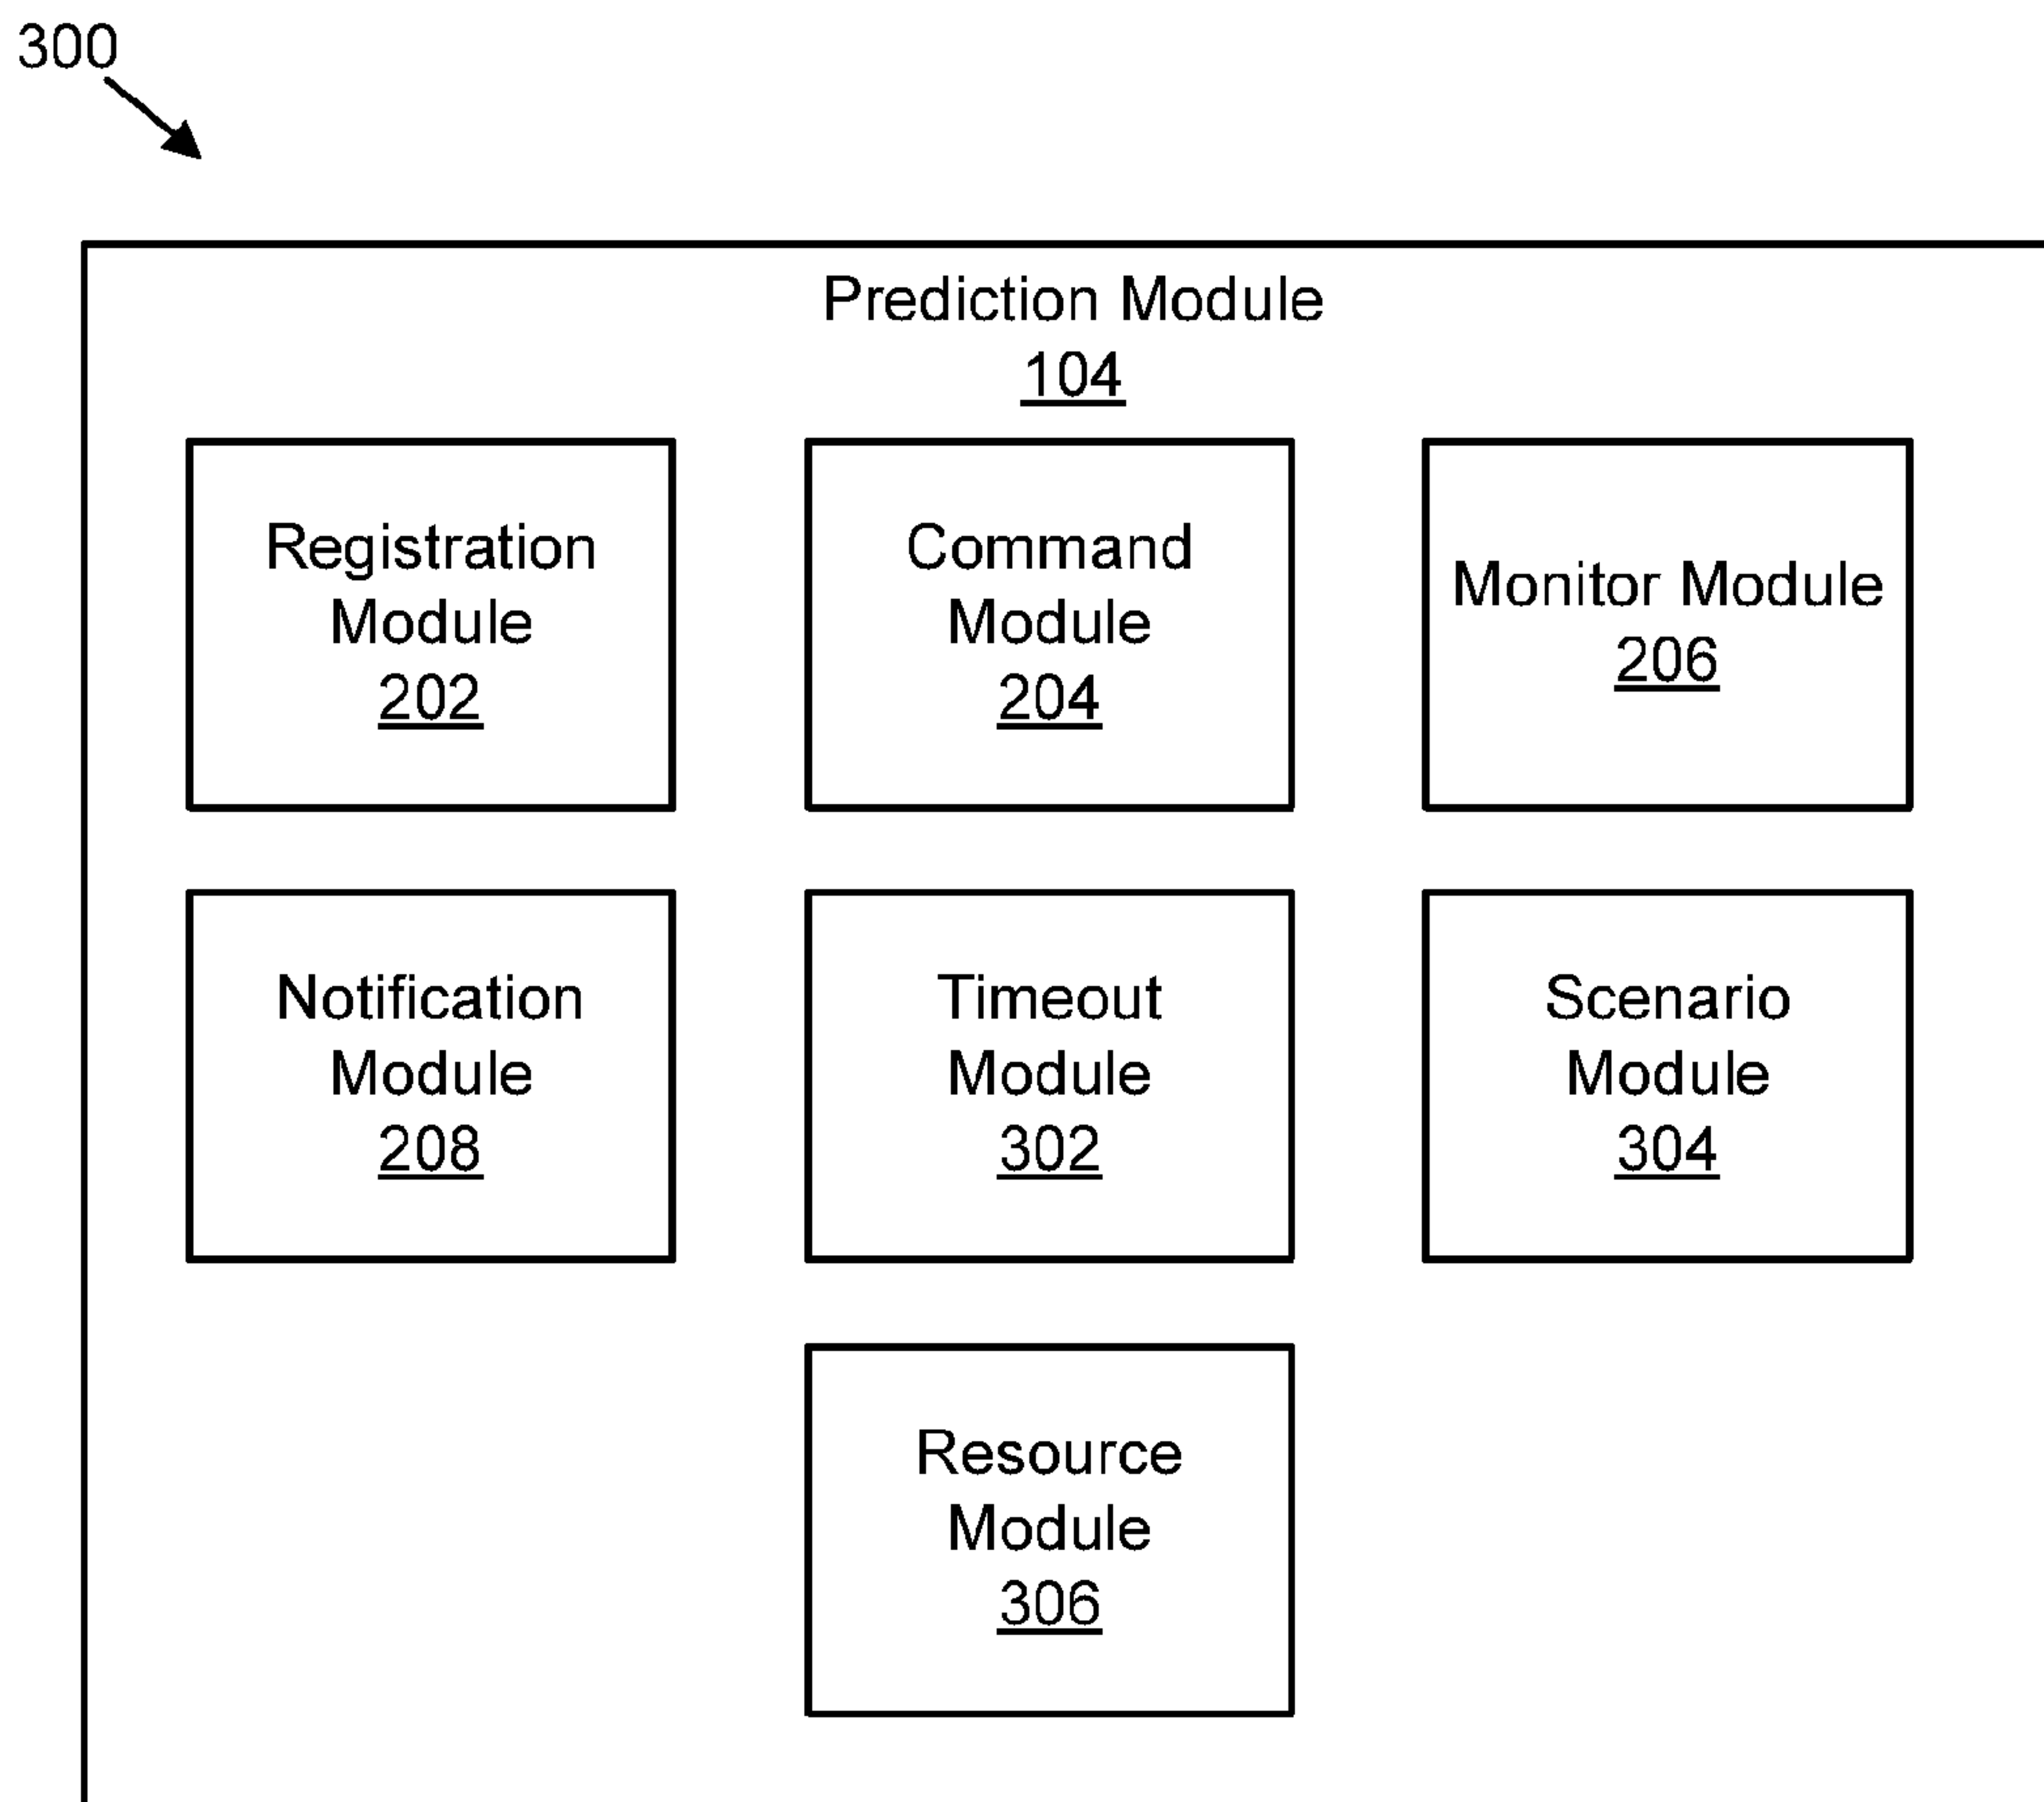 300
Prediction Module
104
Registration
Module
202
Command
Module
204
Monitor Module
206
Notification
Module
208
Timeout
Module
302
Scenario
Module
304
Resource
Module
306